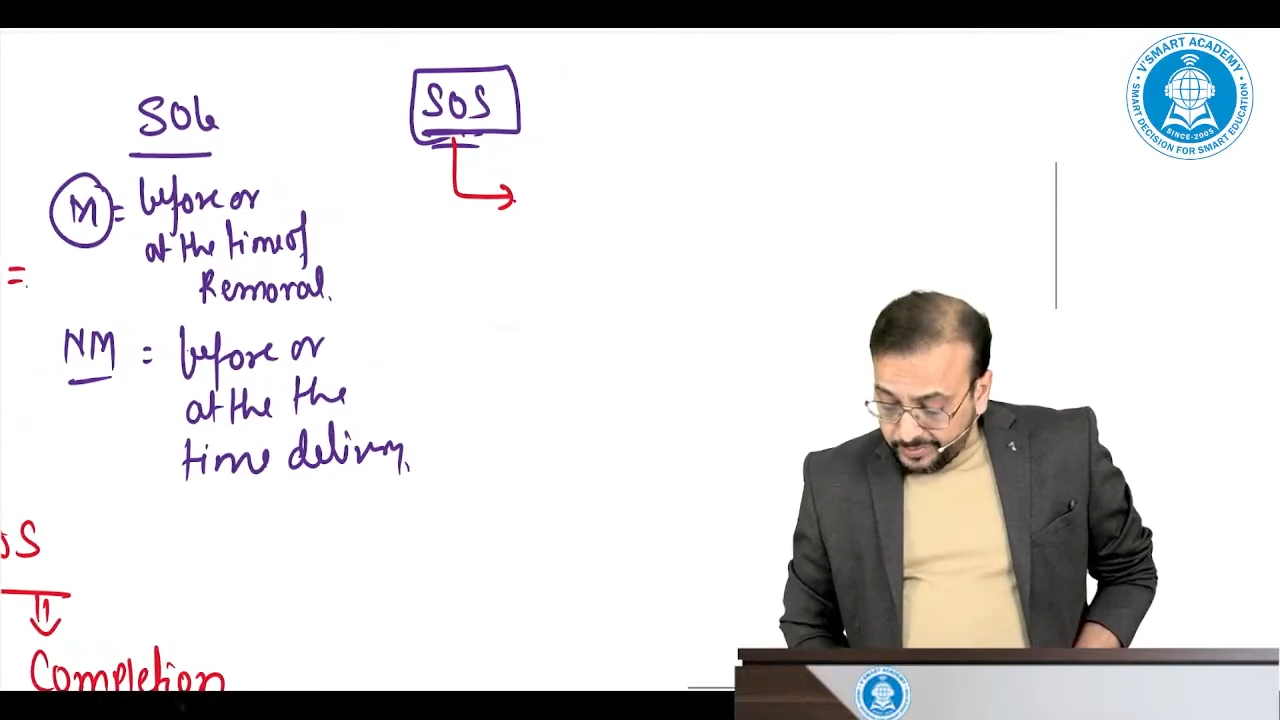 SOG
SOS
M = before or
at the time of
Removal.
=
NM = before or
at the the
time delivery.
Completion
V'SMART ACADEMY
SMART DECISION FOR SMART EDUCATION
SINCE-2005